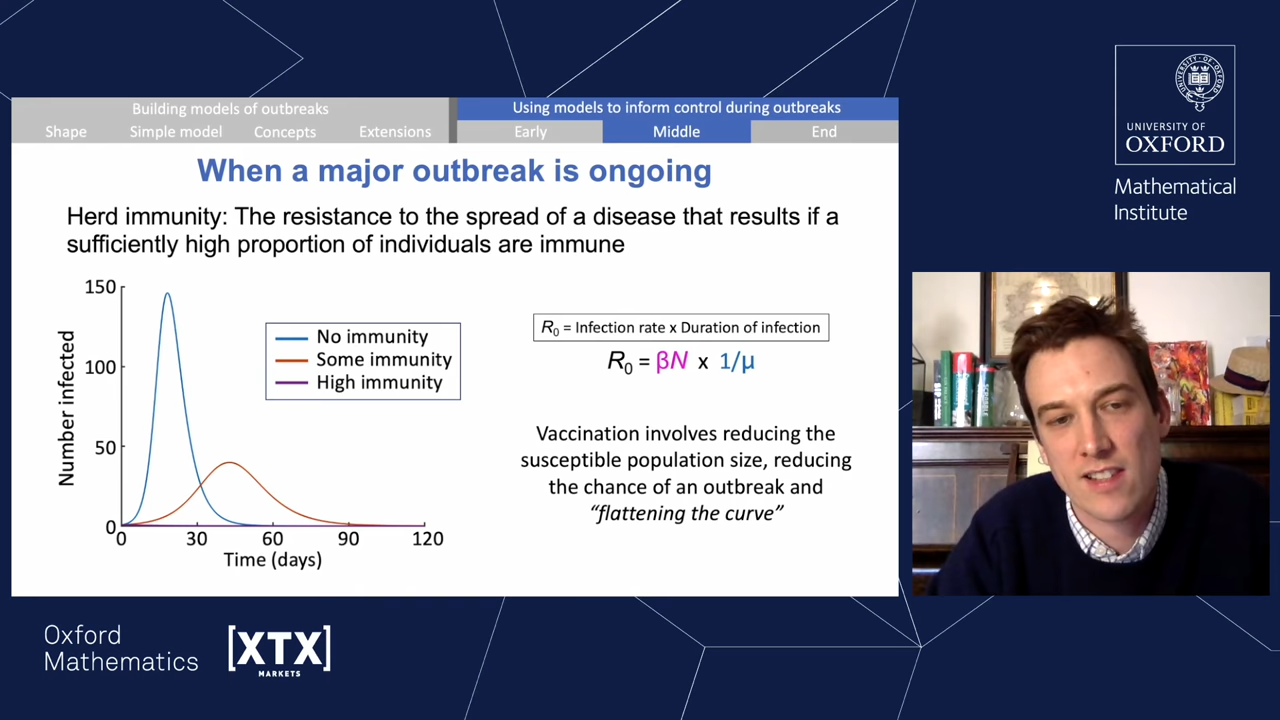 Building models of outbreaks
Using models to inform control during outbreaks
Shape
Simple model
Concepts
Extensions
Early
Middle
End
When a major outbreak is ongoing
Herd immunity: The resistance to the spread of a disease that results if a
sufficiently high proportion of individuals are immune
150
100
50
0
Number infected
0
30
60
90
120
Time (days)
No immunity
Some immunity
High immunity
R₀ = Infection rate x Duration of infection
R₀ = βN x 1/μ
Vaccination involves reducing the
susceptible population size, reducing
the chance of an outbreak and
“flattening the curve”
UNIVERSITY OF
OXFORD
Mathematical
Institute
Oxford
Mathematics
[XTX]
MARKETS